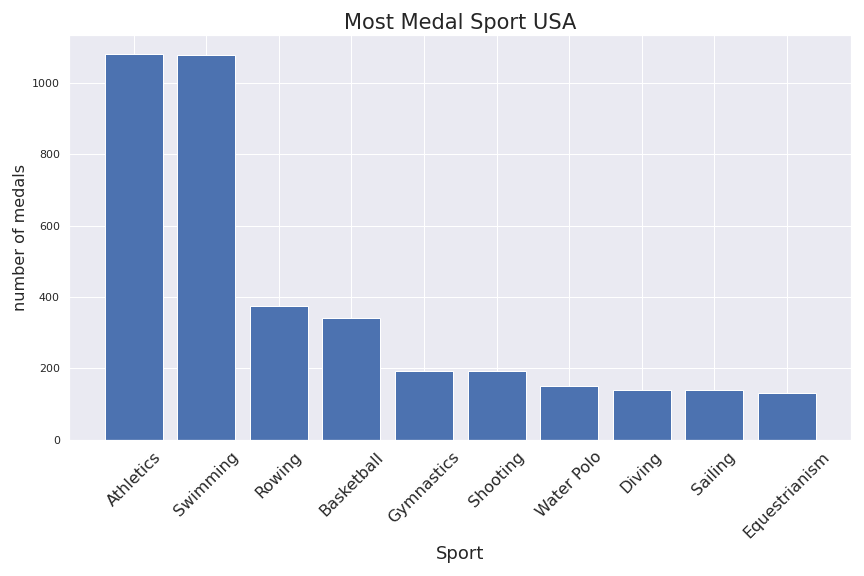 Most Medal Sport USA
number of medals
1000
800
600
400
200
0
Athletics
Swimming
Rowing
Basketball
Gymnastics
Shooting
Water Polo
Diving
Sailing
Equestrianism
Sport